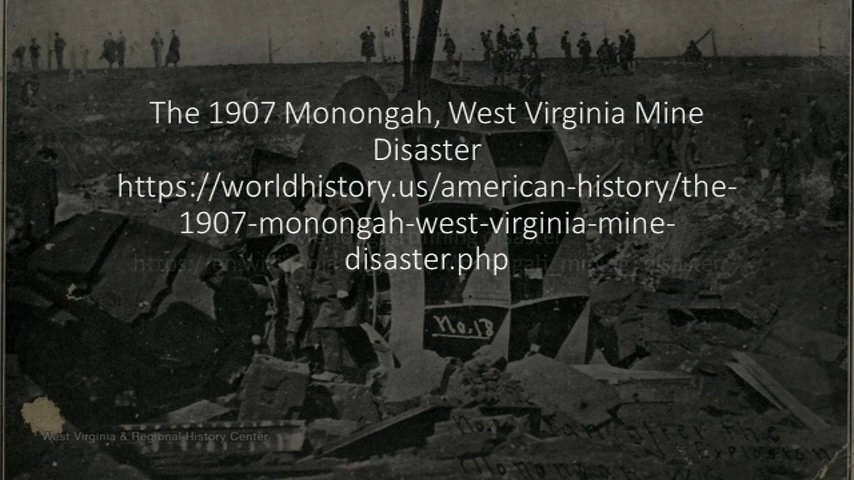 The 1907 Monongah, West Virginia Mine
Disaster
https://worldhistory.us/american-history/the-
1907-monongah-west-virginia-mine-
disaster.php
No.18
West Virginia & Regional History Center